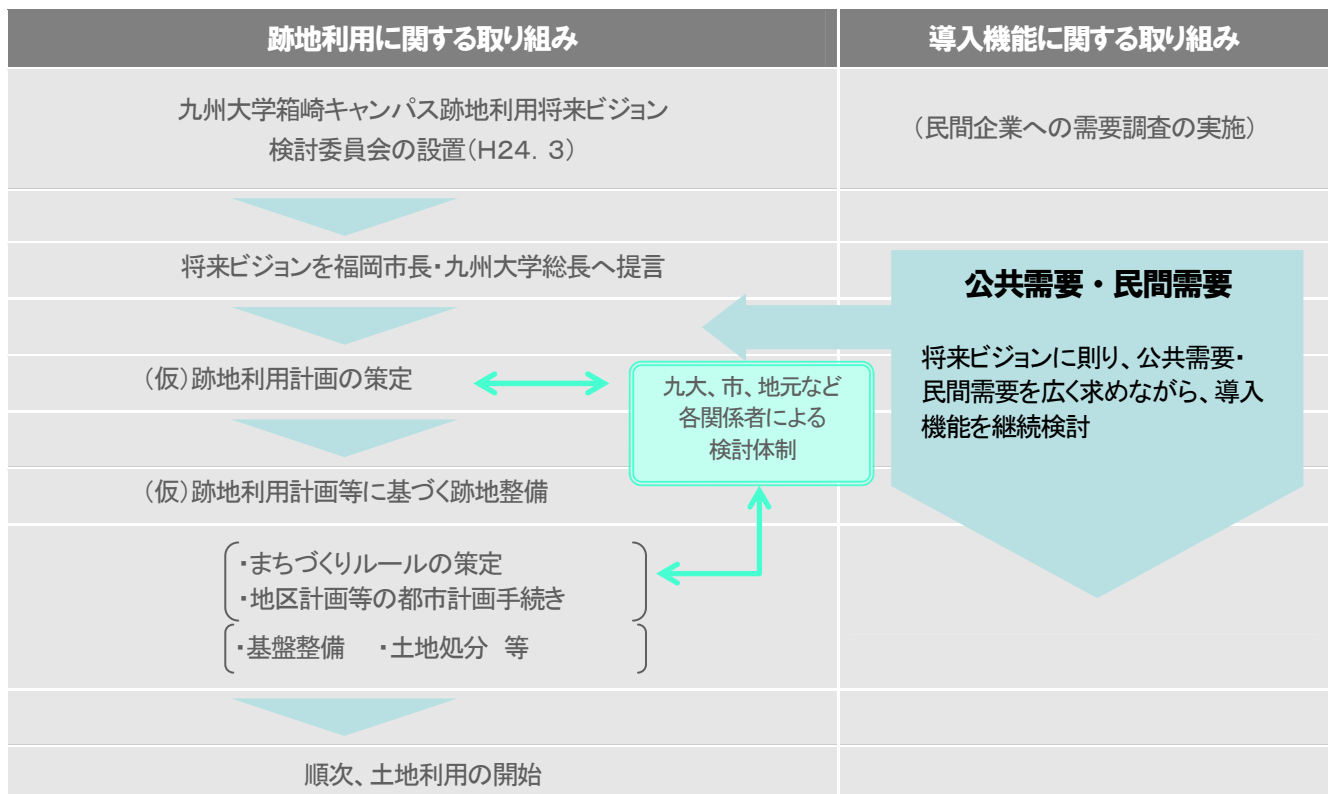 跡地利用に関する取り組み
導入機能に関する取り組み
九州大学箱崎キャンパス跡地利用将来ビジョン
検討委員会の設置(H24.3)
(民間企業への需要調査の実施)
将来ビジョンを福岡市長・九州大学総長へ提言
公共需要・民間需要
将来ビジョンに則り、公共需要・
民間需要を広く求めながら、導入
機能を継続検討
(仮)跡地利用計画の策定
九大、市、地元など
各関係者による
検討体制
(仮)跡地利用計画等に基づく跡地整備
・まちづくりルールの策定
・地区計画等の都市計画手続き
・基盤整備 ・土地処分 等
順次、土地利用の開始